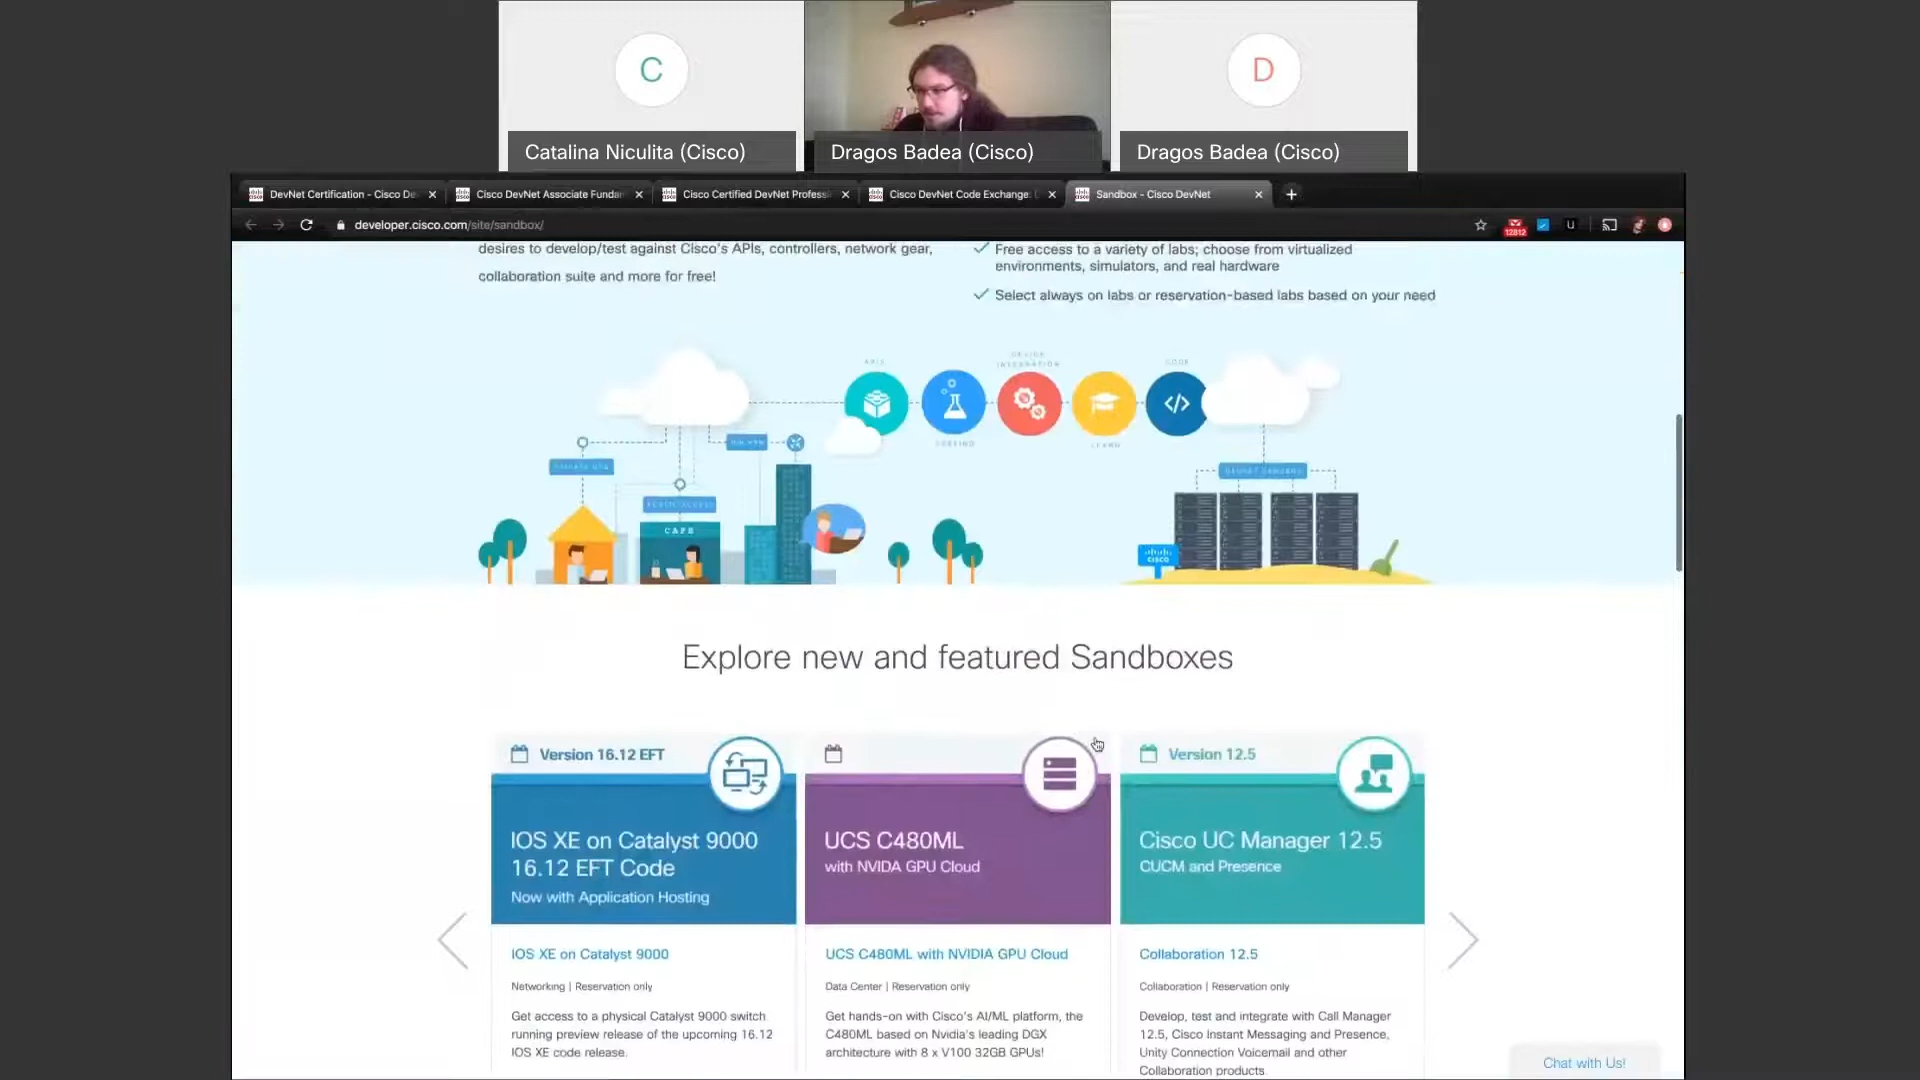 C
D
Catalina Niculita (Cisco)
Dragos Badea (Cisco)
Dragos Badea (Cisco)
DevNet Certification - Cisco De
Cisco DevNet Associate Funda
Cisco Certified DevNet Profess
Cisco DevNet Code Exchange:
Sandbox - Cisco DevNet
developer.cisco.com/site/sandbox/
12812
U
desires to develop/test against Cisco's APIs, controllers, network gear,
collaboration suite and more for free!
Free access to a variety of labs; choose from virtualized
environments, simulators, and real hardware
Select always on labs or reservation-based labs based on your need
APIS
DEVICE
INTEGRATION
CODE
TESTING
LEARN
</>
CAFE
CISCO
Explore new and featured Sandboxes
Version 16.12 EFT
Version 12.5
IOS XE on Catalyst 9000
16.12 EFT Code
Now with Application Hosting
UCS C480ML
with NVIDA GPU Cloud
Cisco UC Manager 12.5
CUCM and Presence
IOS XE on Catalyst 9000
Networking | Reservation only
Get access to a physical Catalyst 9000 switch
running preview release of the upcoming 16.12
IOS XE code release.
UCS C480ML with NVIDIA GPU Cloud
Data Center | Reservation only
Get hands-on with Cisco's AI/ML platform, the
C480ML based on Nvidia's leading DGX
architecture with 8 x V100 32GB GPUs!
Collaboration 12.5
Collaboration | Reservation only
Develop, test and integrate with Call Manager
12.5, Cisco Instant Messaging and Presence,
Unity Connection Voicemail and other
Collaboration products
Chat with Us!